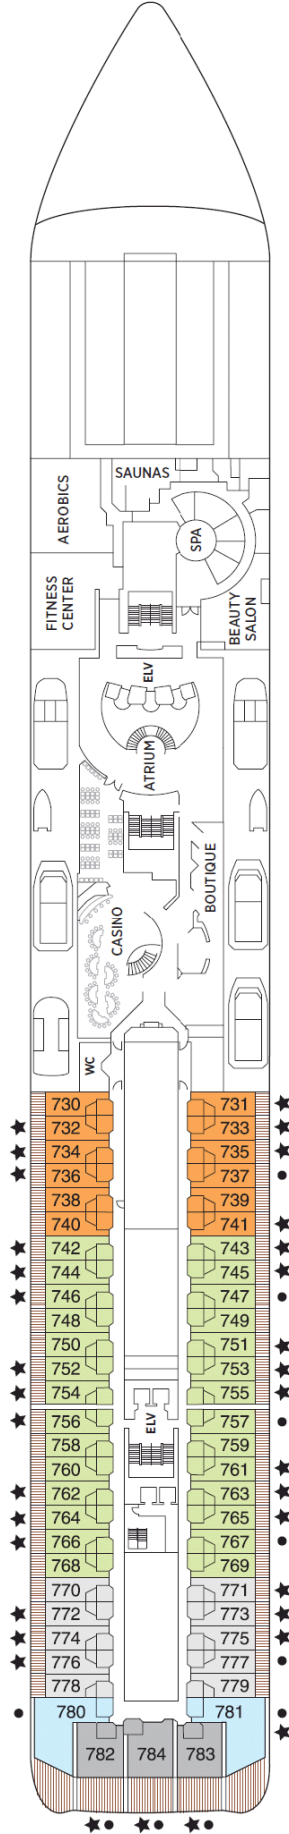 SAUNAS
AEROBICS
SPA
FITNESS
CENTER
BEAUTY
SALON
ELV
ATRIUM
BOUTIQUE
CASINO
WC
730 731
732 733
734 735
736 737
738 739
740 741
742 743
744 745
746 747
748 749
750 751
752 753
754 755
ELV
756 757
758 759
760 761
762 763
764 765
766 767
768 769
770 771
772 773
774 775
776 777
778 779
780 781
782 784 783